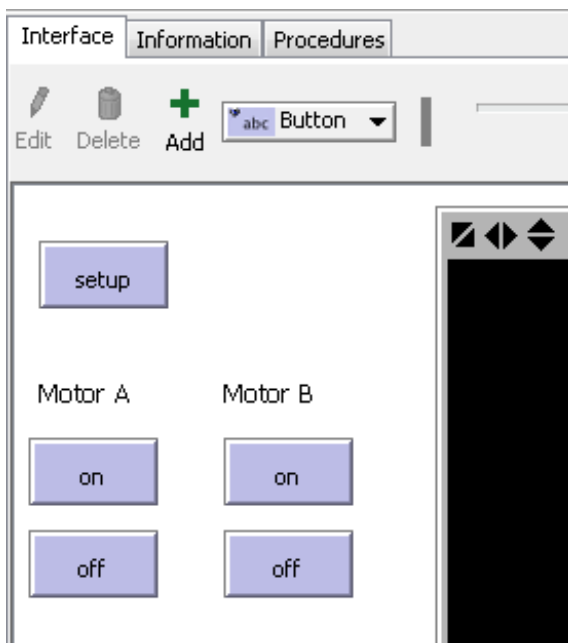 Interface Information Procedures
Edit Delete Add abc Button
setup
Motor A Motor B
on on
off off